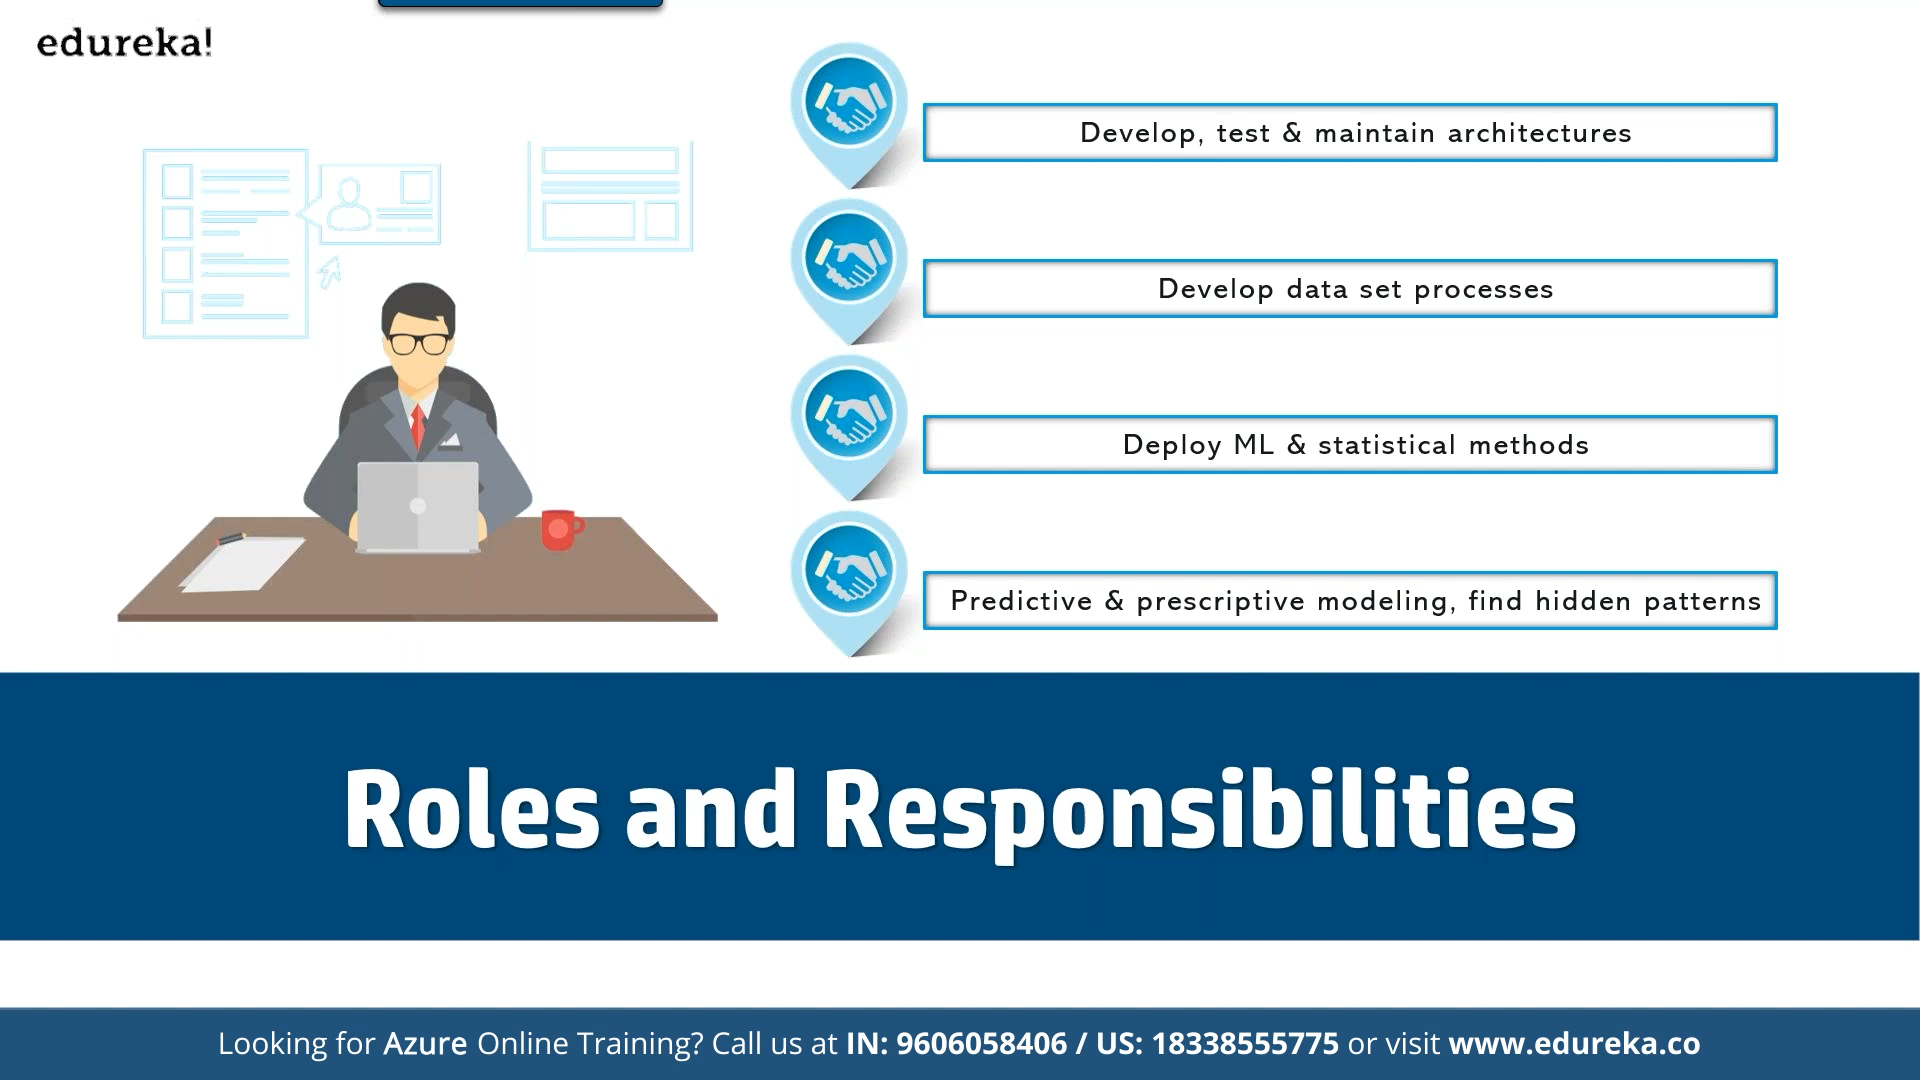 edureka!
Develop, test & maintain architectures
Develop data set processes
Deploy ML & statistical methods
Predictive & prescriptive modeling, find hidden patterns
Roles and Responsibilities
Looking for Azure Online Training? Call us at IN: 9606058406 / US: 18338555775 or visit www.edureka.co